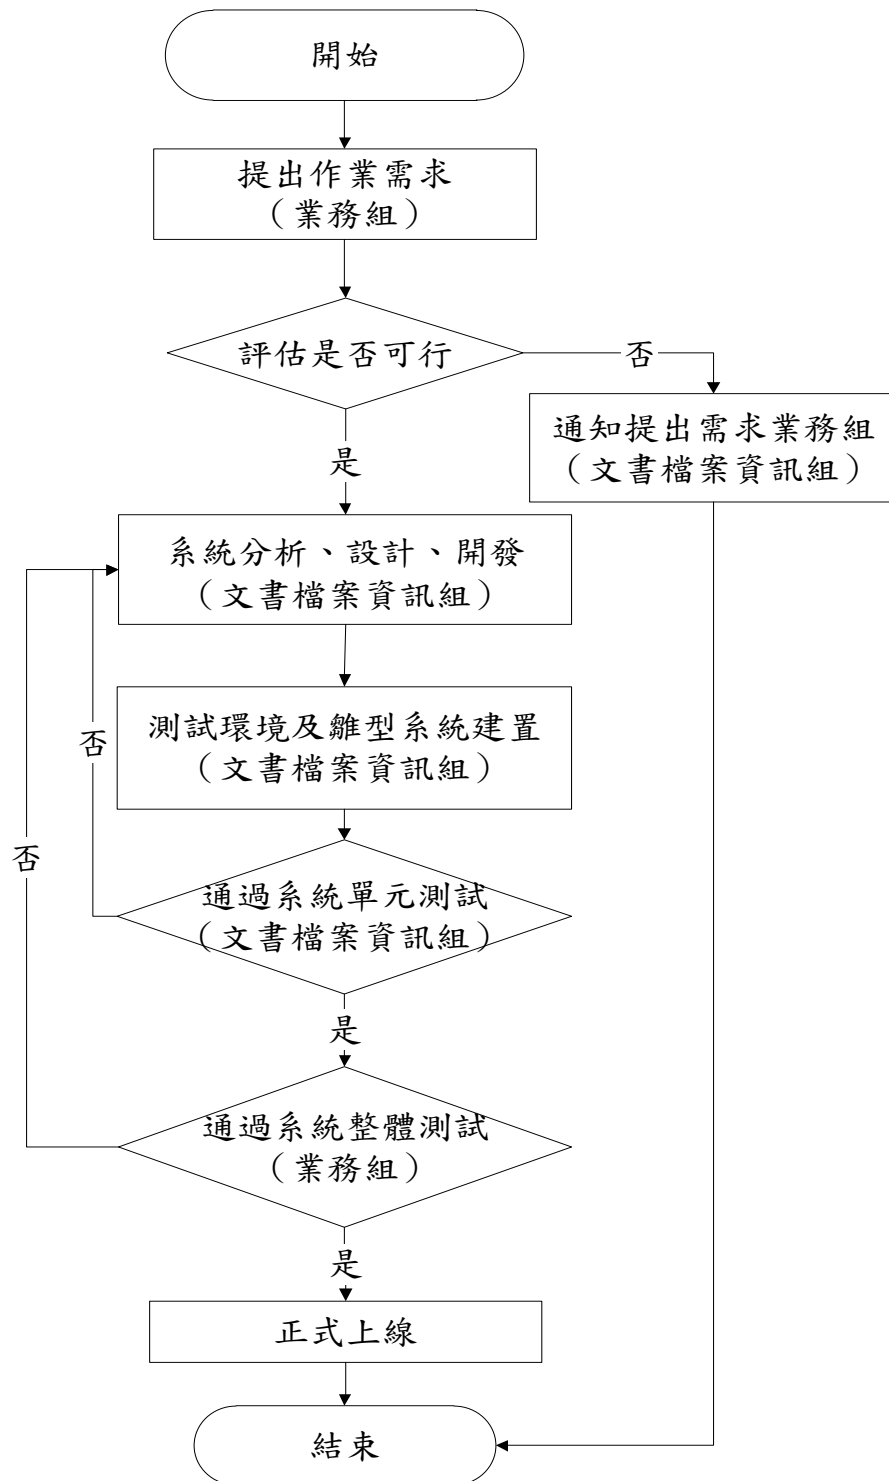 開始
提出作業需求
（業務組）
評估是否可行
否
通知提出需求業務組
（文書檔案資訊組）
是
系統分析、設計、開發
（文書檔案資訊組）
測試環境及雛型系統建置
（文書檔案資訊組）
否
否
通過系統單元測試
（文書檔案資訊組）
是
通過系統整體測試
（業務組）
是
正式上線
結束